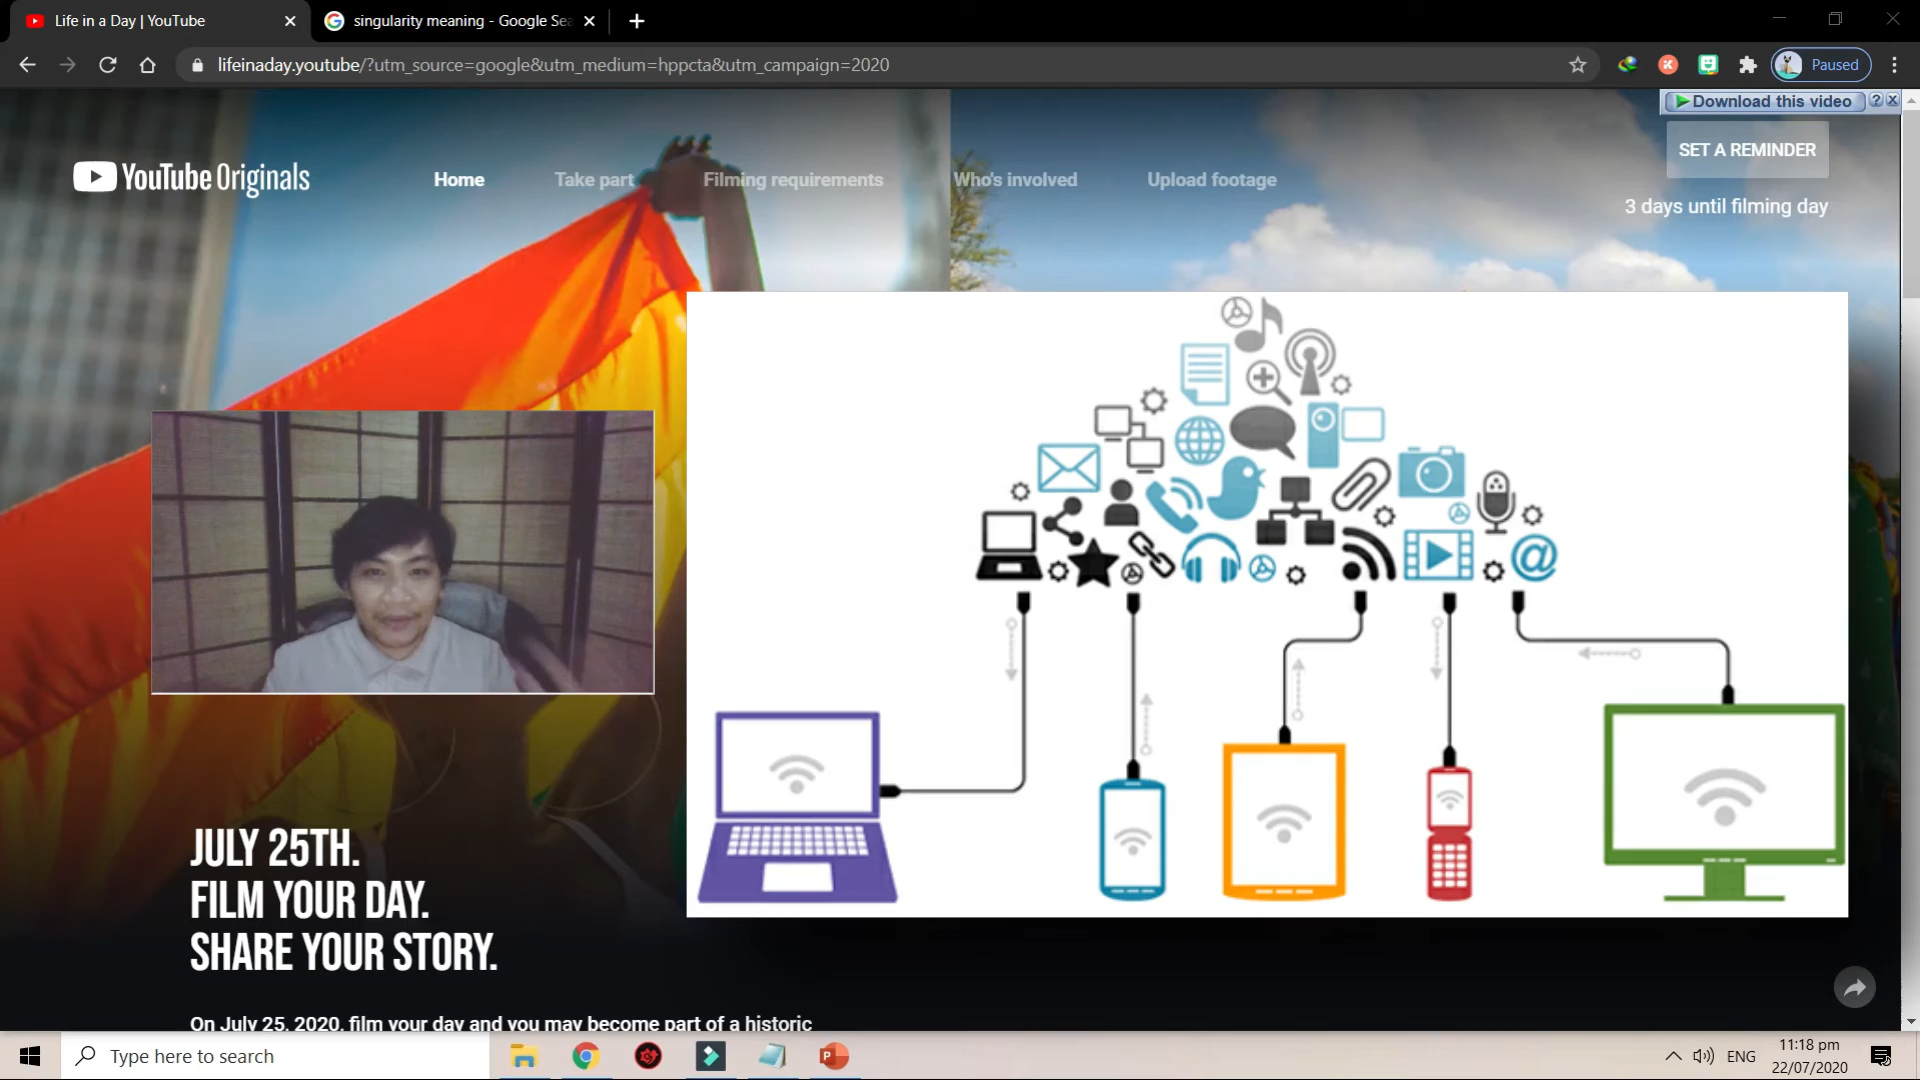 Life in a Day | YouTube
singularity meaning - Google Sea
lifeinaday.youtube/?utm_source=google&utm_medium=hppcta&utm_campaign=2020
Paused
Download this video
?
X
YouTube Originals
Home
Take part
Filming requirements
Who's involved
Upload footage
SET A REMINDER
3 days until filming day
@
JULY 25TH.
FILM YOUR DAY.
SHARE YOUR STORY.
On July 25, 2020, film your day and you may become part of a historic
Type here to search
ENG
11:18 pm
22/07/2020